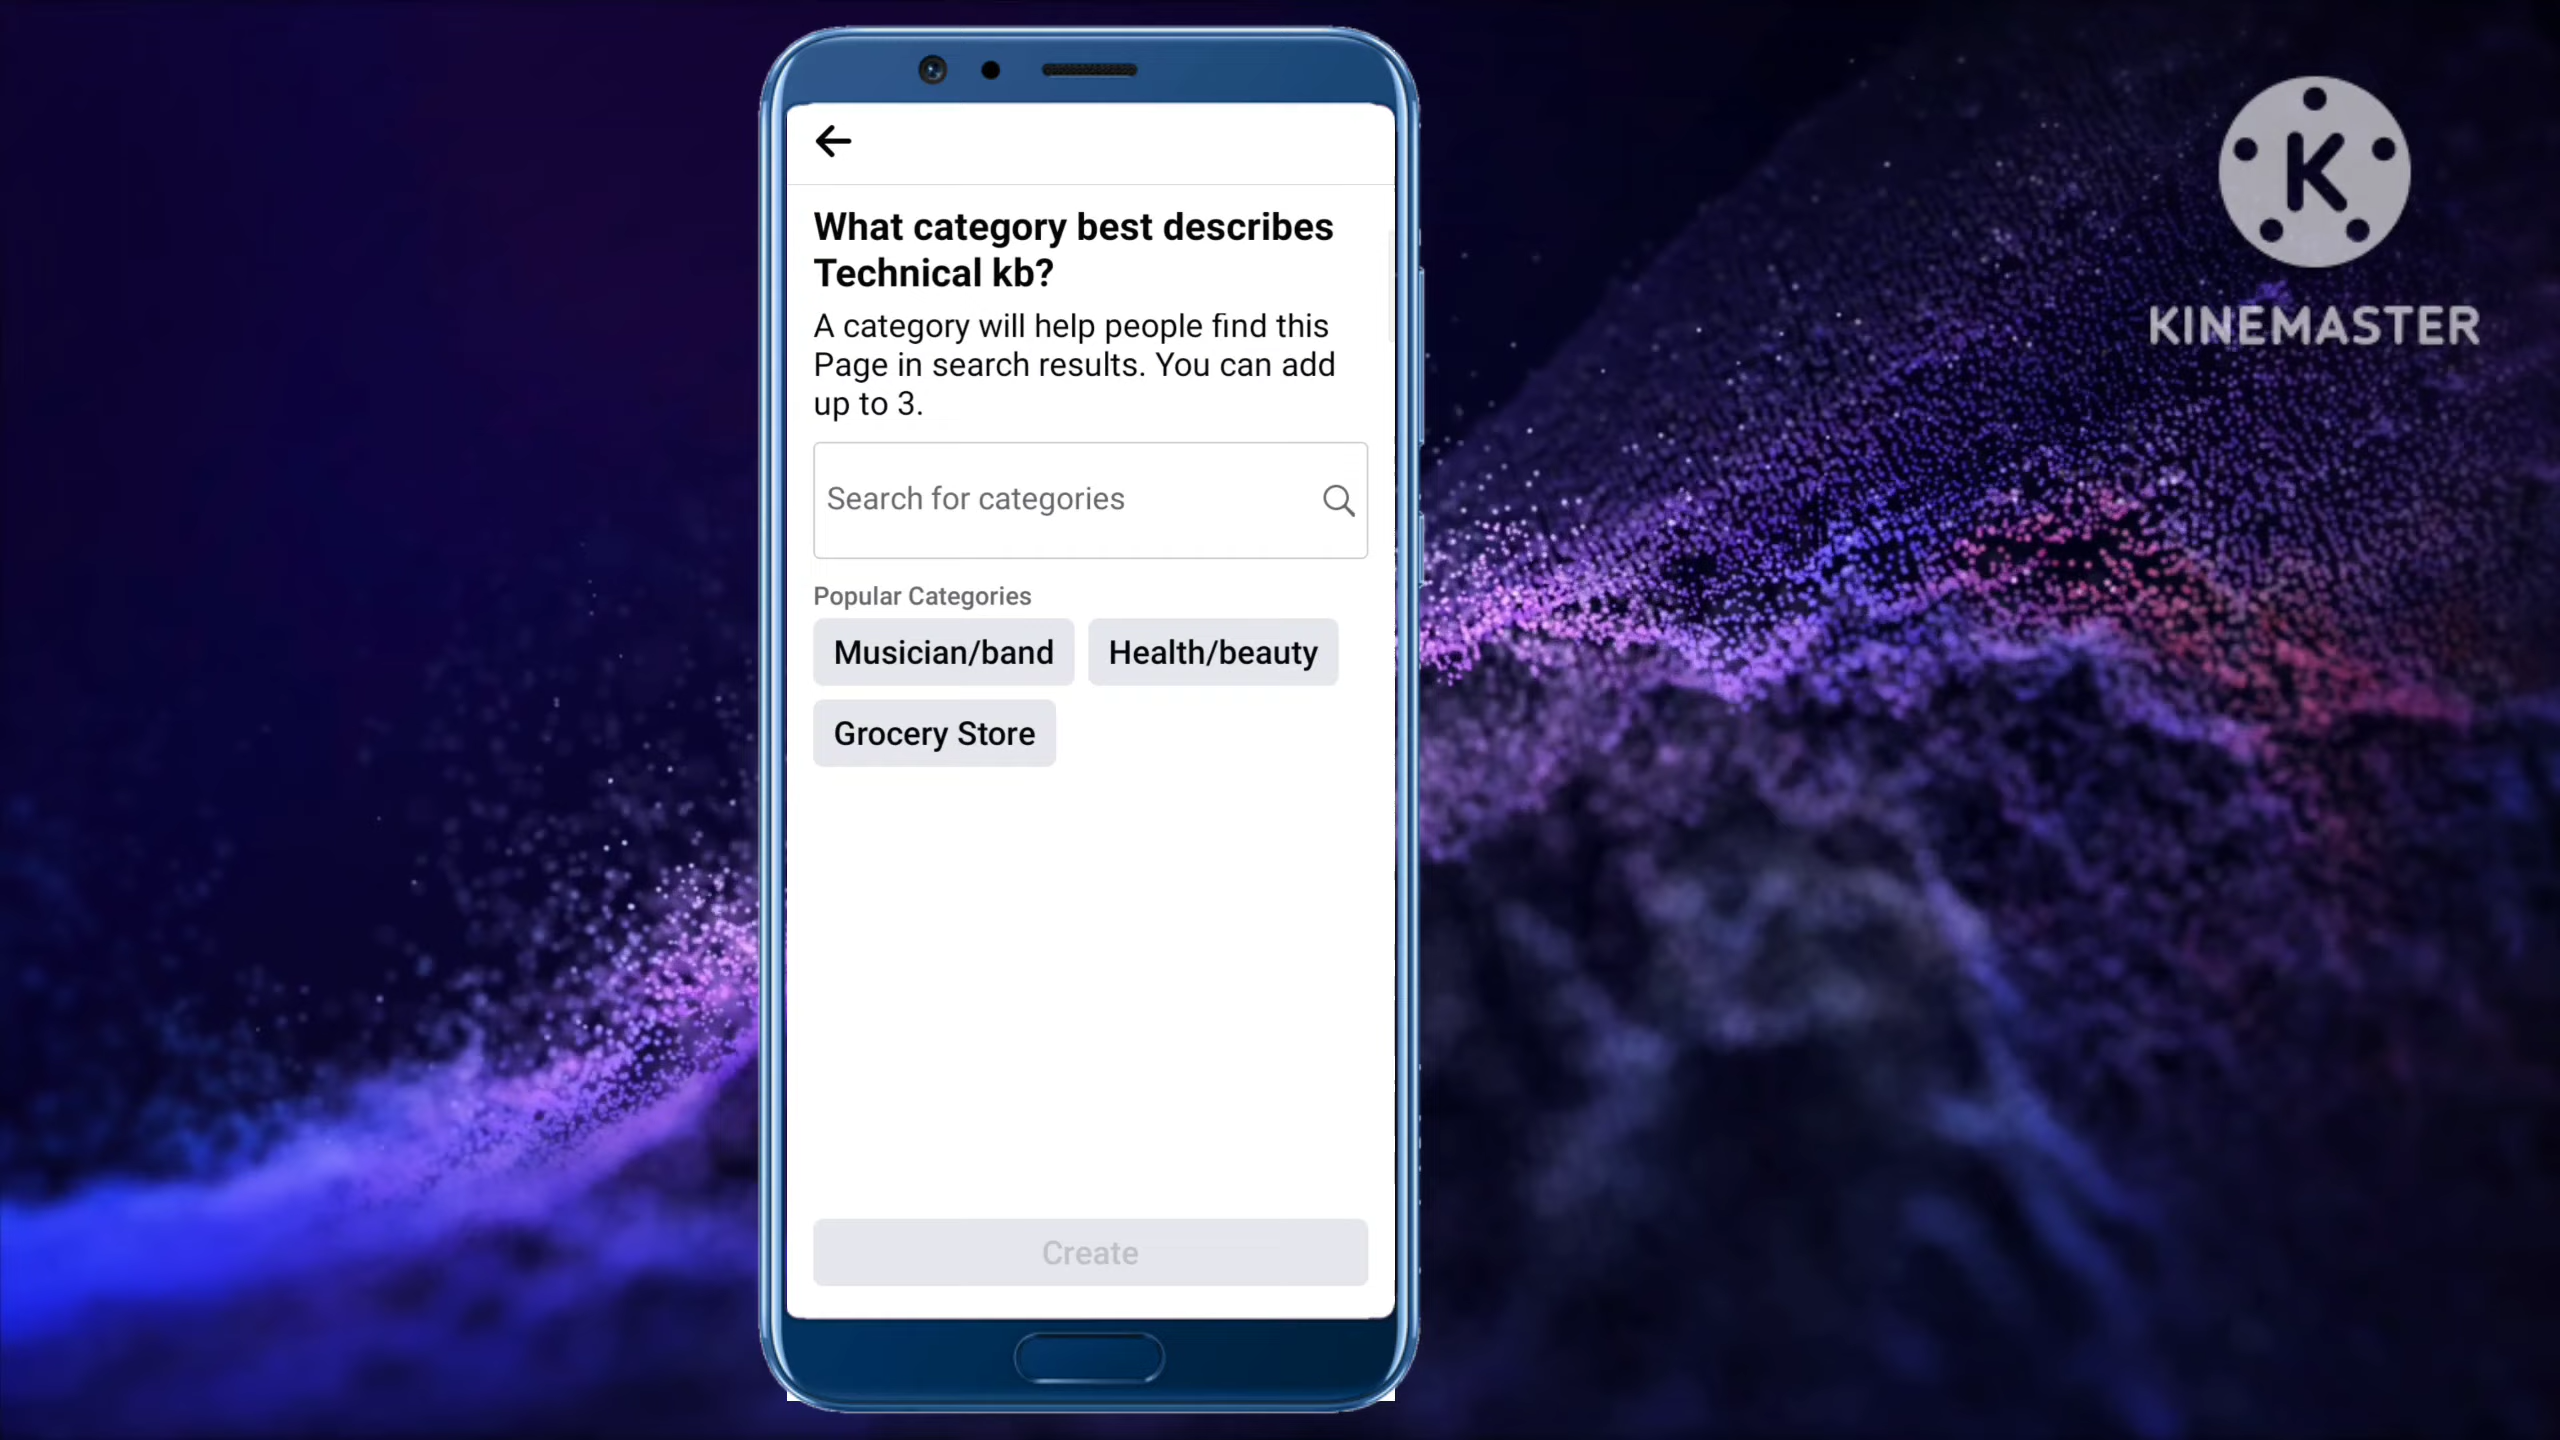 What category best describes
Technical kb?
A category will help people find this
Page in search results. You can add
up to 3.
Search for categories
Popular Categories
Musician/band
Health/beauty
Grocery Store
Create
K
KINEMASTER